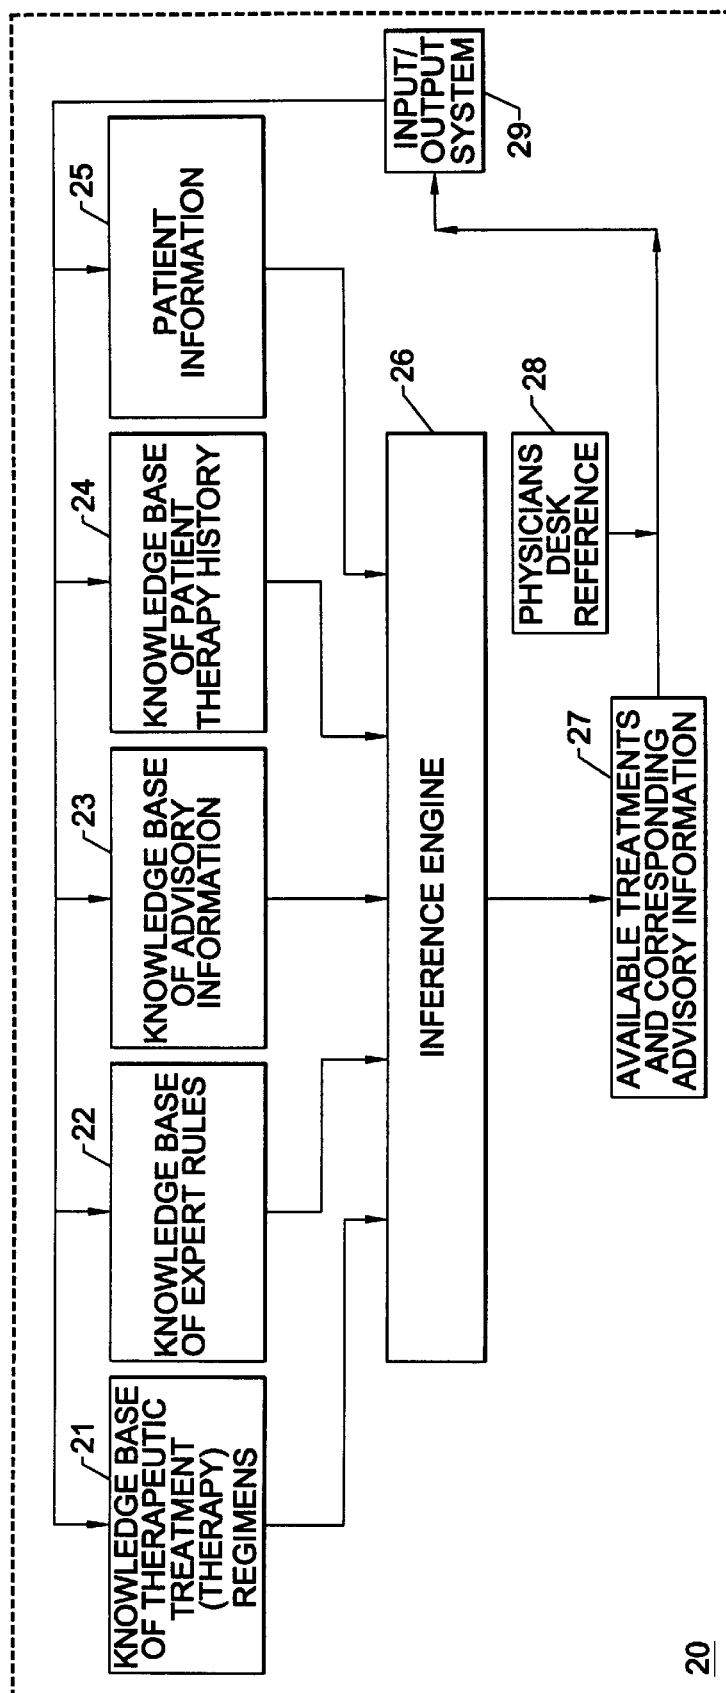 21
KNOWLEDGE BASE
OF THERAPEUTIC
TREATMENT
(THERAPY)
REGIMENS
22
KNOWLEDGE BASE
OF EXPERT RULES
23
KNOWLEDGE BASE
OF ADVISORY
INFORMATION
24
KNOWLEDGE BASE
OF PATIENT
THERAPY HISTORY
25
PATIENT
INFORMATION
INPUT/
OUTPUT
SYSTEM
29
26
INFERENCE ENGINE
28
PHYSICIANS
DESK
REFERENCE
27
AVAILABLE TREATMENTS
AND CORRESPONDING
ADVISORY INFORMATION
20